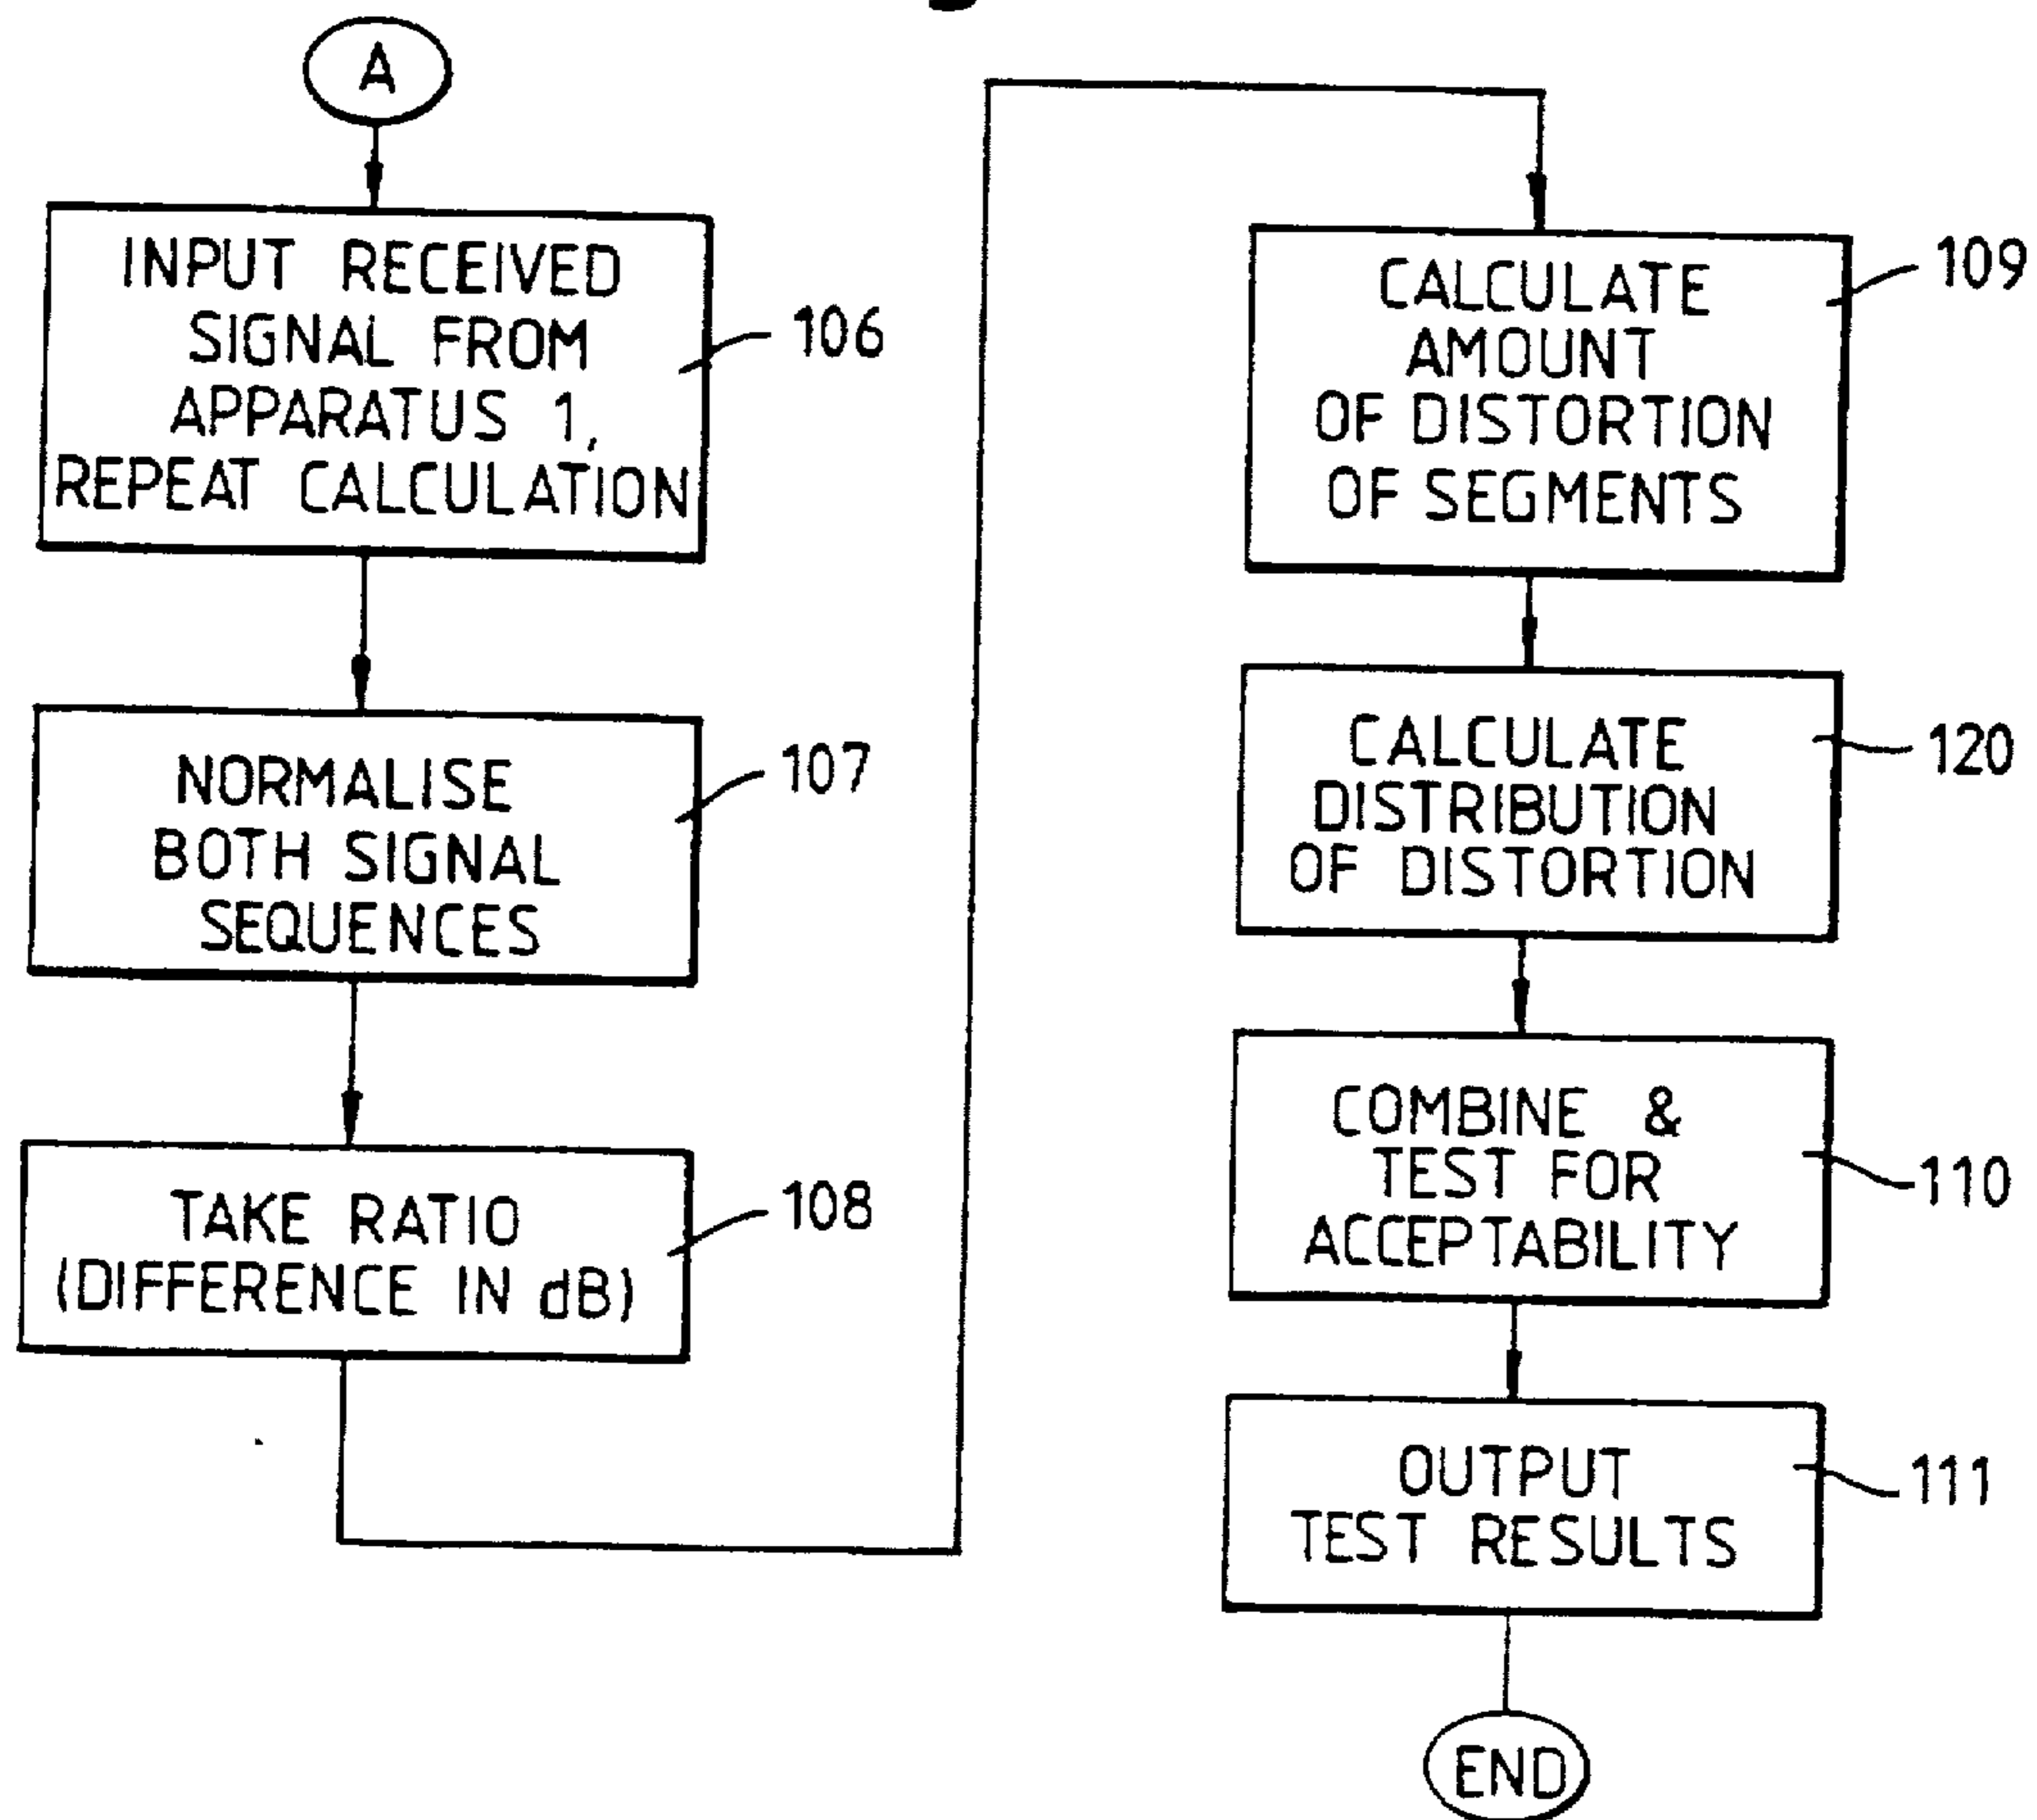 A
INPUT RECEIVED
SIGNAL FROM
APPARATUS 1,
REPEAT CALCULATION
106
NORMALISE
BOTH SIGNAL
SEQUENCES
107
TAKE RATIO
(DIFFERENCE IN dB)
108
CALCULATE
AMOUNT
OF DISTORTION
OF SEGMENTS
109
CALCULATE
DISTRIBUTION
OF DISTORTION
120
COMBINE &
TEST FOR
ACCEPTABILITY
110
OUTPUT
TEST RESULTS
111
END